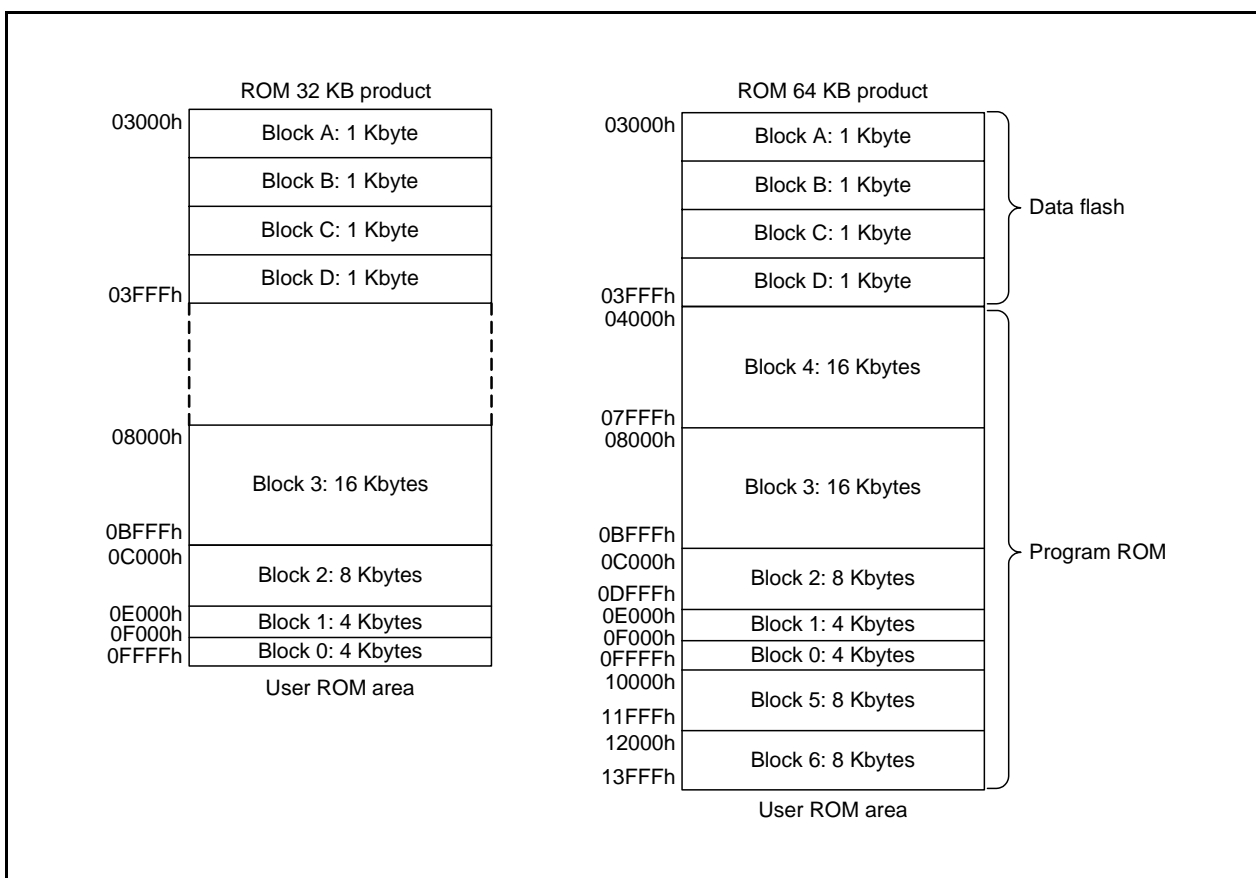 ROM 32 KB product
03000h
Block A: 1 Kbyte
Block B: 1 Kbyte
Block C: 1 Kbyte
Block D: 1 Kbyte
03FFFh
08000h
Block 3: 16 Kbytes
0BFFFh
0C000h
Block 2: 8 Kbytes
0E000h
Block 1: 4 Kbytes
0F000h
Block 0: 4 Kbytes
0FFFFh
User ROM area
ROM 64 KB product
03000h
Block A: 1 Kbyte
Block B: 1 Kbyte
Block C: 1 Kbyte
Block D: 1 Kbyte
03FFFh
Data flash
04000h
Block 4: 16 Kbytes
07FFFh
08000h
Block 3: 16 Kbytes
0BFFFh
0C000h
Block 2: 8 Kbytes
0DFFFh
0E000h
Block 1: 4 Kbytes
0F000h
Block 0: 4 Kbytes
0FFFFh
10000h
Block 5: 8 Kbytes
11FFFh
12000h
Block 6: 8 Kbytes
13FFFh
Program ROM
User ROM area